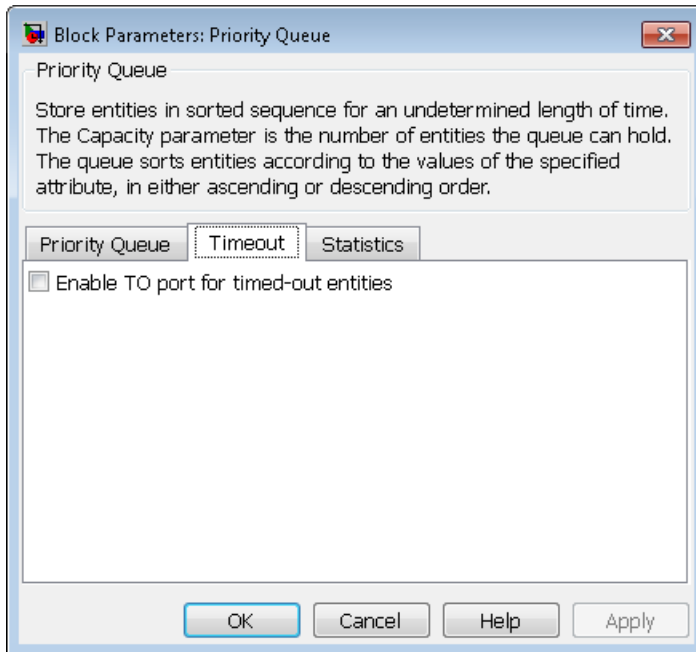 Block Parameters: Priority Queue
Priority Queue
Store entities in sorted sequence for an undetermined length of time.
The Capacity parameter is the number of entities the queue can hold.
The queue sorts entities according to the values of the specified
attribute, in either ascending or descending order.
Priority Queue Timeout Statistics
Enable TO port for timed-out entities
OK Cancel Help Apply